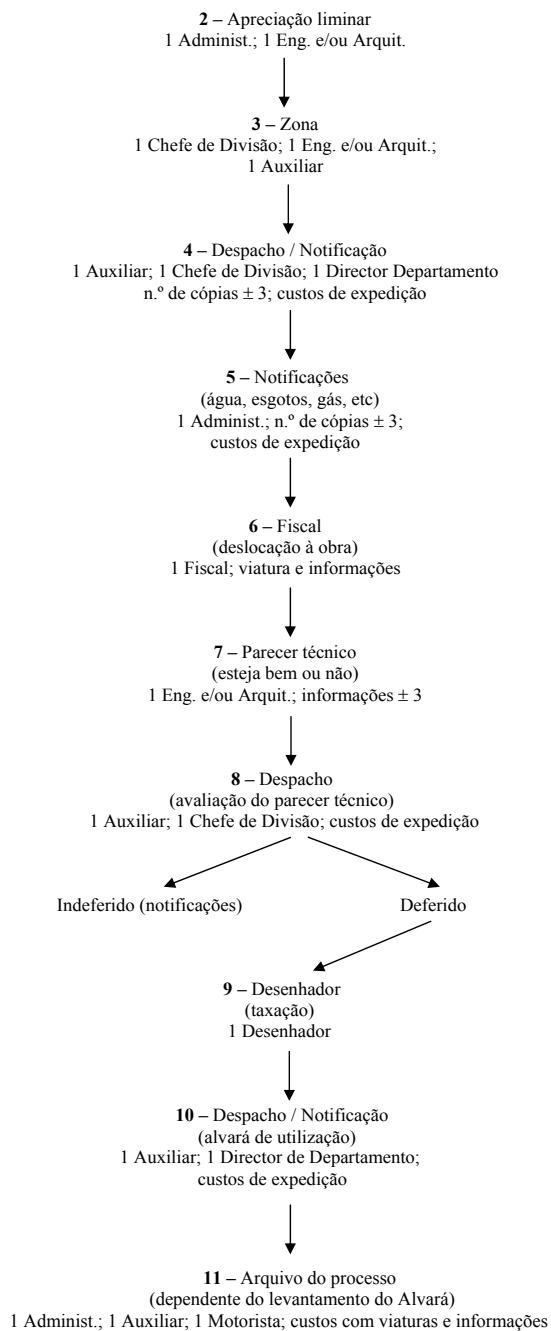 2 – Apreciação liminar
1 Administ.; 1 Eng. e/ou Arquit.
3 – Zona
1 Chefe de Divisão; 1 Eng. e/ou Arquit.;
1 Auxiliar
4 – Despacho / Notificação
1 Auxiliar; 1 Chefe de Divisão; 1 Director Departamento
n.º de cópias ± 3; custos de expedição
5 – Notificações
(água, esgotos, gás, etc)
1 Administ.; n.º de cópias ± 3;
custos de expedição
6 – Fiscal
(deslocação à obra)
1 Fiscal; viatura e informações
7 – Parecer técnico
(esteja bem ou não)
1 Eng. e/ou Arquit.; informações ± 3
8 – Despacho
(avaliação do parecer técnico)
1 Auxiliar; 1 Chefe de Divisão; custos de expedição
Indeferido (notificações)
Deferido
9 – Desenhador
(taxação)
1 Desenhador
10 – Despacho / Notificação
(alvará de utilização)
1 Auxiliar; 1 Director de Departamento;
custos de expedição
11 – Arquivo do processo
(dependente do levantamento do Alvará)
1 Administ.; 1 Auxiliar; 1 Motorista; custos com viaturas e informações